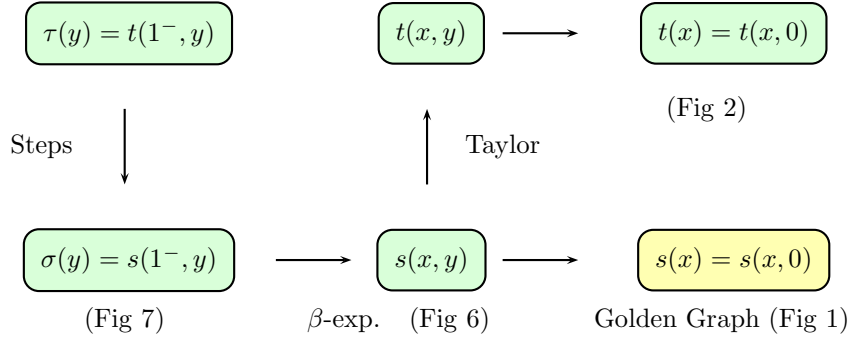 τ(y) = t(1⁻, y)
t(x, y)
t(x) = t(x, 0)
(Fig 2)
Steps
Taylor
σ(y) = s(1⁻, y)
s(x, y)
s(x) = s(x, 0)
(Fig 7)
β-exp.
(Fig 6)
Golden Graph (Fig 1)